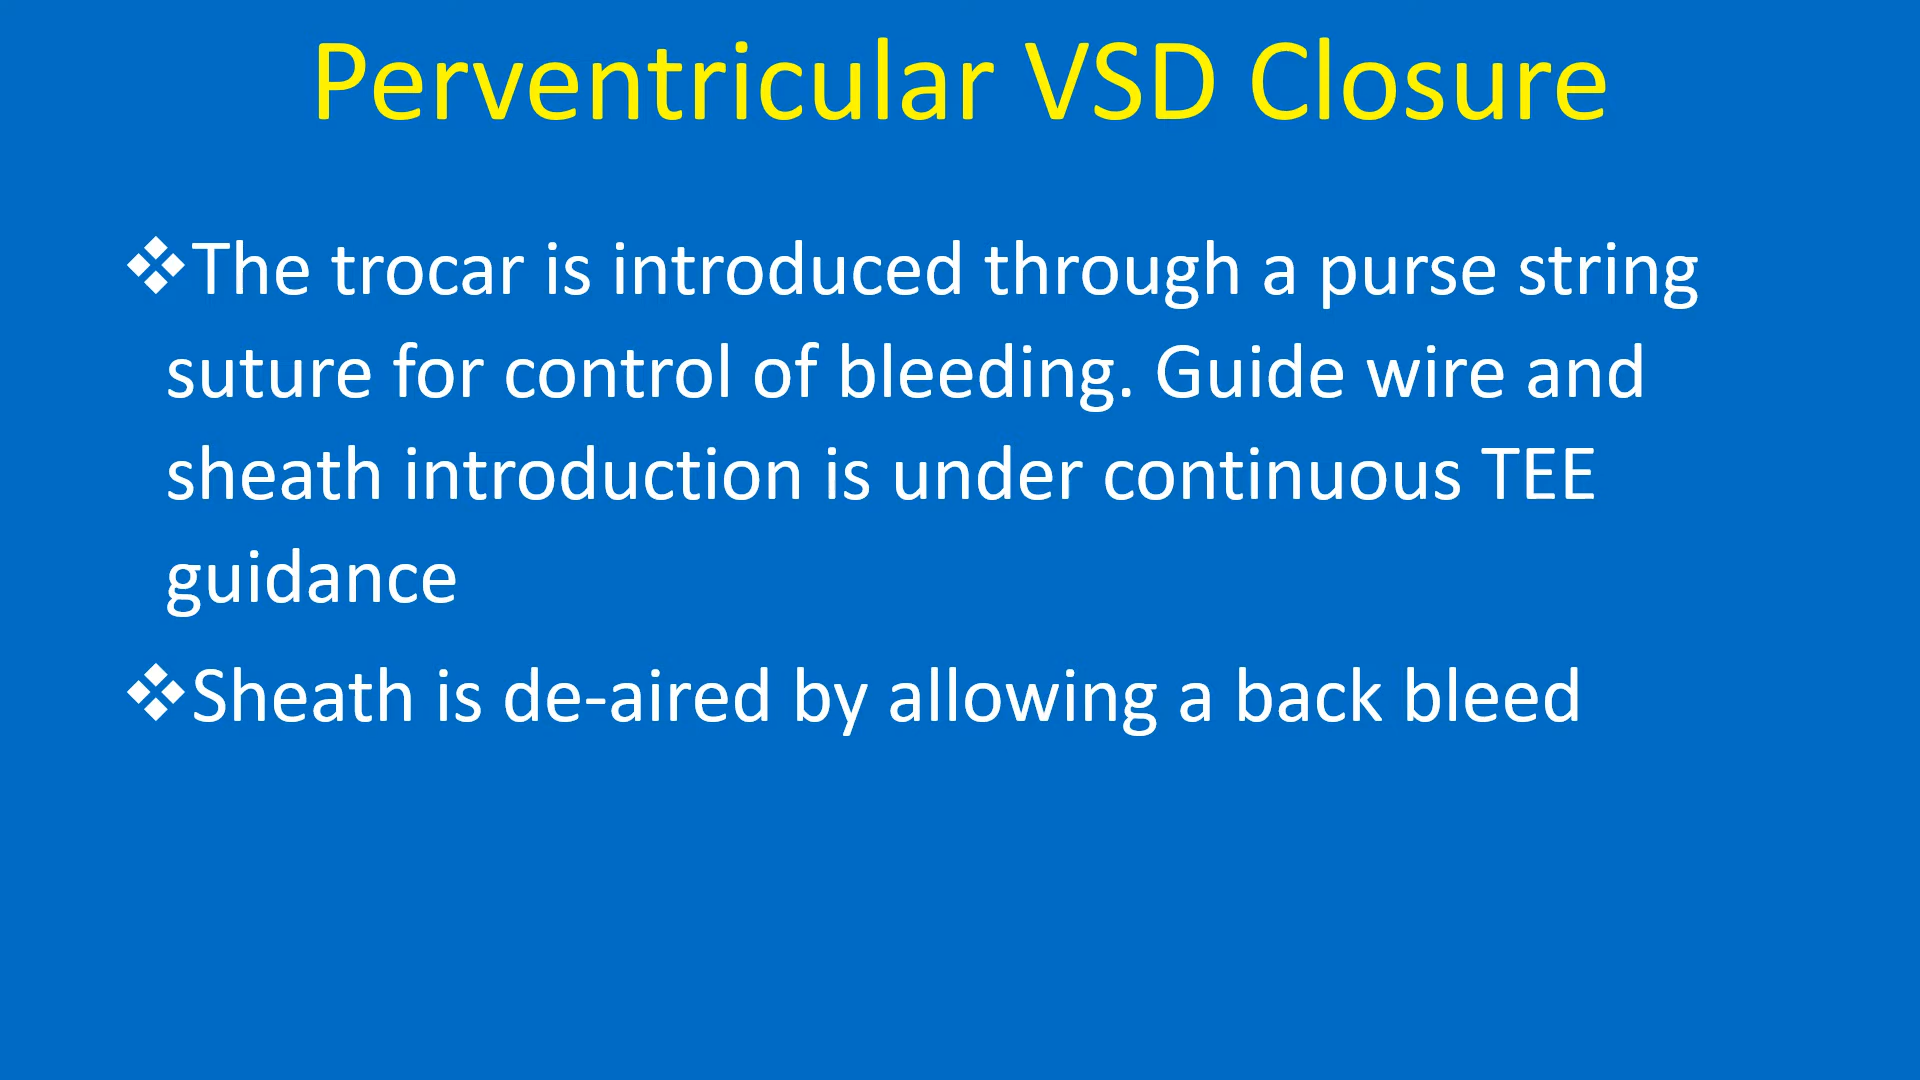 Perventricular VSD Closure
❖The trocar is introduced through a purse string
suture for control of bleeding. Guide wire and
sheath introduction is under continuous TEE
guidance
❖Sheath is de-aired by allowing a back bleed